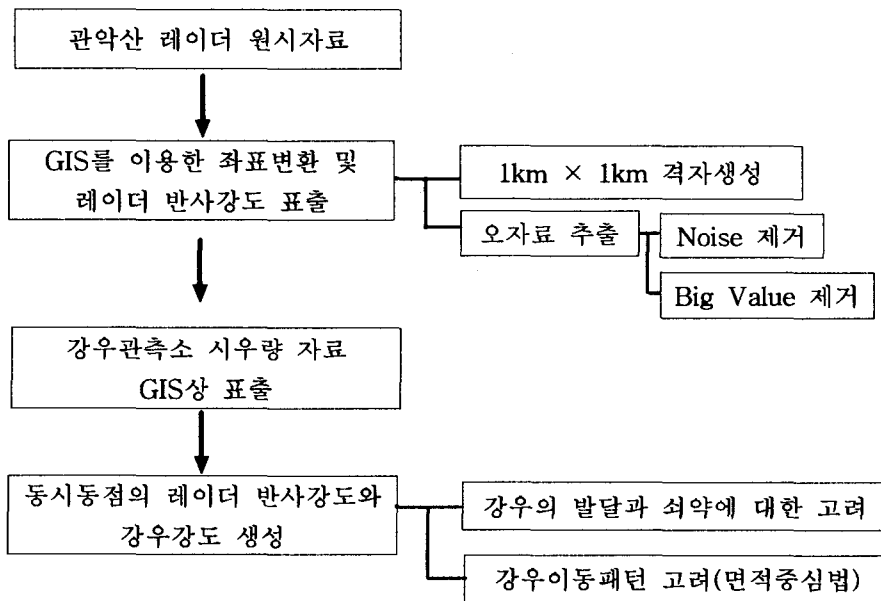 관악산 레이더 원시자료
GIS를 이용한 좌표변환 및
레이더 반사강도 표출
1km × 1km 격자생성
오자료 추출
Noise 제거
Big Value 제거
강우관측소 시우량 자료
GIS상 표출
동시동점의 레이더 반사강도와
강우강도 생성
강우의 발달과 쇠약에 대한 고려
강우이동패턴 고려(면적중심법)